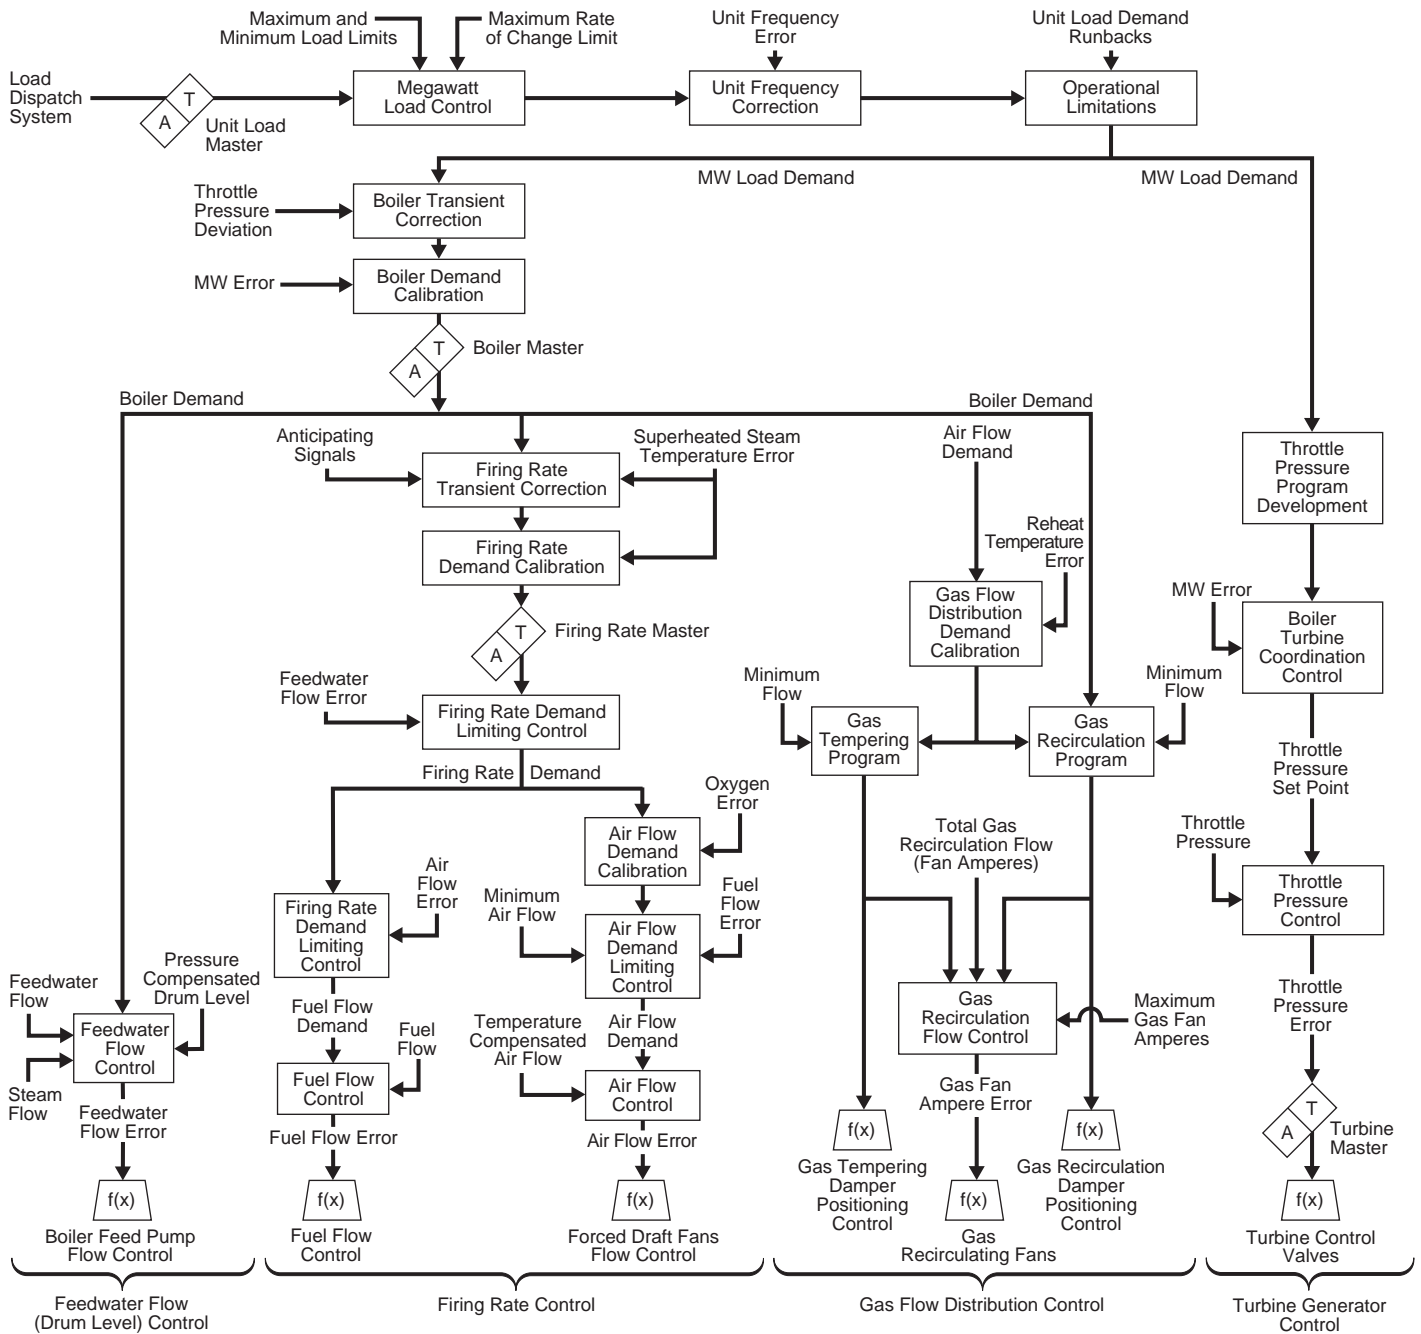 Maximum and
Minimum Load Limits
Maximum Rate
of Change Limit
Unit Frequency
Error
Unit Load Demand
Runbacks
Load
Dispatch
System
T
A
Unit Load
Master
Megawatt
Load Control
Unit Frequency
Correction
Operational
Limitations
MW Load Demand
MW Load Demand
Throttle
Pressure
Deviation
Boiler Transient
Correction
MW Error
Boiler Demand
Calibration
T
A
Boiler Master
Boiler Demand
Boiler Demand
Anticipating
Signals
Superheated Steam
Temperature Error
Firing Rate
Transient Correction
Firing Rate
Demand Calibration
T
A
Firing Rate Master
Feedwater
Flow Error
Firing Rate Demand
Limiting Control
Firing Rate Demand
Air Flow
Demand
Reheat
Temperature
Error
Gas Flow
Distribution
Demand
Calibration
Minimum
Flow
Gas
Tempering
Program
Gas
Recirculation
Program
Minimum
Flow
Throttle
Pressure
Program
Development
MW Error
Boiler
Turbine
Coordination
Control
Throttle
Pressure
Set Point
Throttle
Pressure
Throttle
Pressure
Control
Throttle
Pressure
Error
T
A
Turbine
Master
f(x)
Turbine Control
Valves
Oxygen
Error
Air Flow
Demand
Calibration
Air
Flow
Error
Firing Rate
Demand
Limiting
Control
Minimum
Air Flow
Fuel
Flow
Error
Air Flow
Demand
Limiting
Control
Total Gas
Recirculation Flow
(Fan Amperes)
Gas
Recirculation
Flow Control
Maximum
Gas Fan
Amperes
Gas Fan
Ampere Error
Feedwater
Flow
Pressure
Compensated
Drum Level
Feedwater
Flow
Control
Steam
Flow
Feedwater
Flow Error
Fuel Flow
Demand
Fuel
Flow
Fuel Flow
Control
Fuel Flow Error
Temperature
Compensated
Air Flow
Air Flow
Demand
Air Flow
Control
Air Flow Error
f(x)
Gas Tempering
Damper
Positioning
Control
f(x)
Gas Recirculation
Damper
Positioning
Control
f(x)
Boiler Feed Pump
Flow Control
f(x)
Fuel Flow
Control
f(x)
Forced Draft Fans
Flow Control
f(x)
Gas
Recirculating Fans
Feedwater Flow
(Drum Level) Control
Firing Rate Control
Gas Flow Distribution Control
Turbine Generator
Control